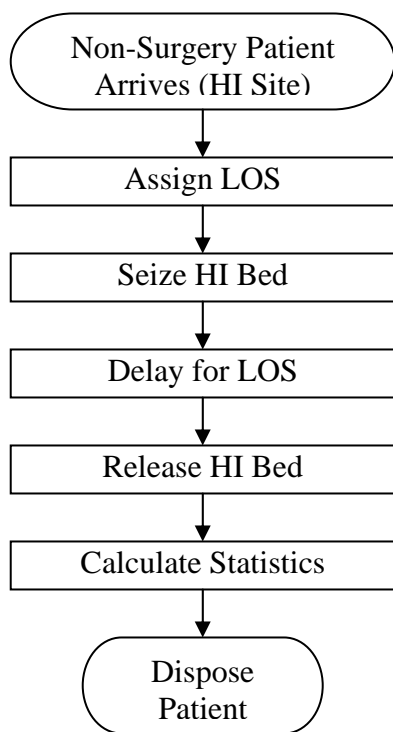 Non-Surgery Patient
Arrives (HI Site)
Assign LOS
Seize HI Bed
Delay for LOS
Release HI Bed
Calculate Statistics
Dispose
Patient